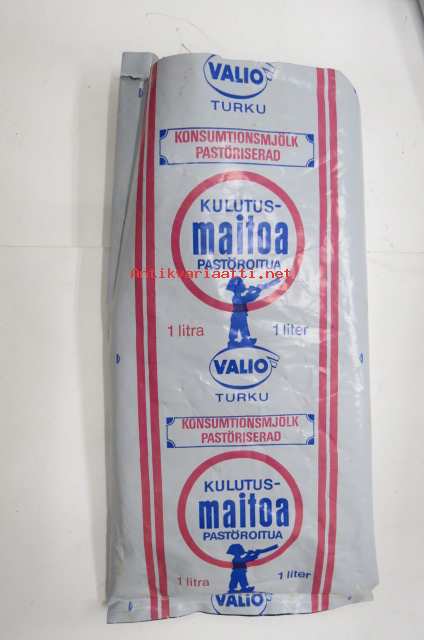 VALIO
TURKU
KONSUMTIONSMJÖLK
PASTÖRISERAD
KULUTUS-
maitoa
PASTÖROITUA
Antikvariaatti.net
1 litra 1 liter
VALIO
TURKU
KONSUMTIONSMJÖLK
PASTÖRISERAD
KULUTUS-
maitoa
PASTÖROITUA
1 litra 1 liter
VALIO